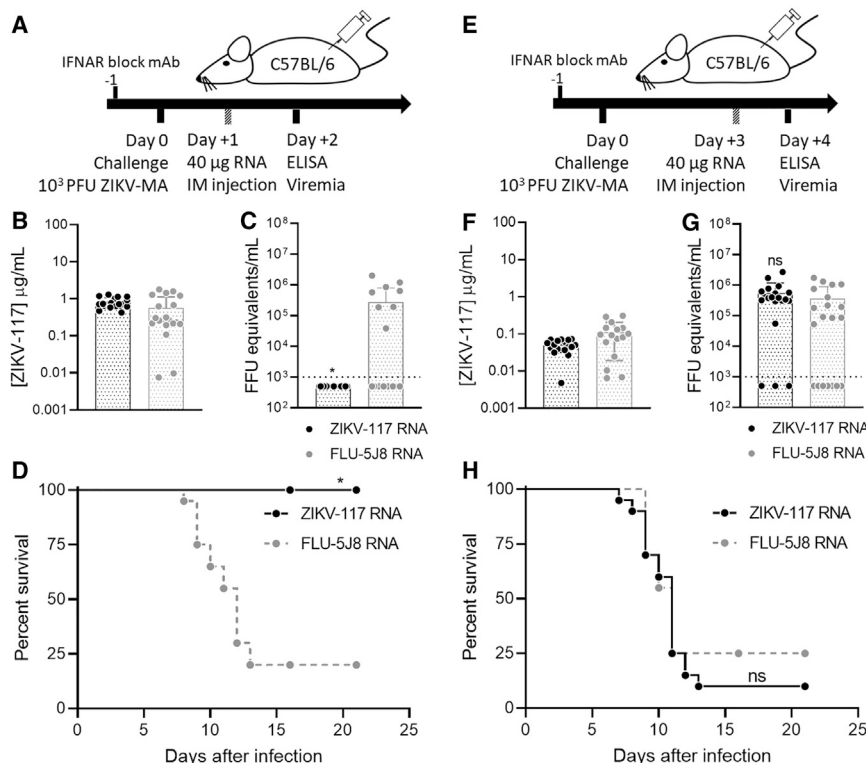 A
IFNAR block mAb
-1
C57BL/6
Day 0
Challenge
10³ PFU ZIKV-MA
Day +1
40 µg RNA
IM injection
Day +2
ELISA
Viremia
E
IFNAR block mAb
-1
C57BL/6
Day 0
Challenge
10³ PFU ZIKV-MA
Day +3
40 µg RNA
IM injection
Day +4
ELISA
Viremia
B
[ZIKV-117] µg/mL
100
10
1
0.1
0.01
0.001
C
FFU equivalents/mL
10⁸
10⁷
10⁶
10⁵
10⁴
10³
10²
*
ZIKV-117 RNA
FLU-5J8 RNA
F
[ZIKV-117] µg/mL
100
10
1
0.1
0.01
0.001
G
FFU equivalents/mL
10⁸
10⁷
10⁶
10⁵
10⁴
10³
10²
ns
ZIKV-117 RNA
FLU-5J8 RNA
D
Percent survival
100
75
50
25
0
*
ZIKV-117 RNA
FLU-5J8 RNA
0 5 10 15 20 25
Days after infection
H
Percent survival
100
75
50
25
0
ZIKV-117 RNA
FLU-5J8 RNA
ns
0 5 10 15 20 25
Days after infection